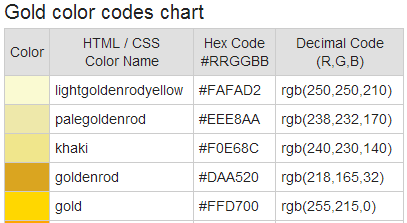 Gold color codes chart
Color HTML / CSS Color Name Hex Code #RRGGBB Decimal Code (R,G,B)
lightgoldenrodyellow #FAFAD2 rgb(250,250,210)
palegoldenrod #EEE8AA rgb(238,232,170)
khaki #F0E68C rgb(240,230,140)
goldenrod #DAA520 rgb(218,165,32)
gold #FFD700 rgb(255,215,0)